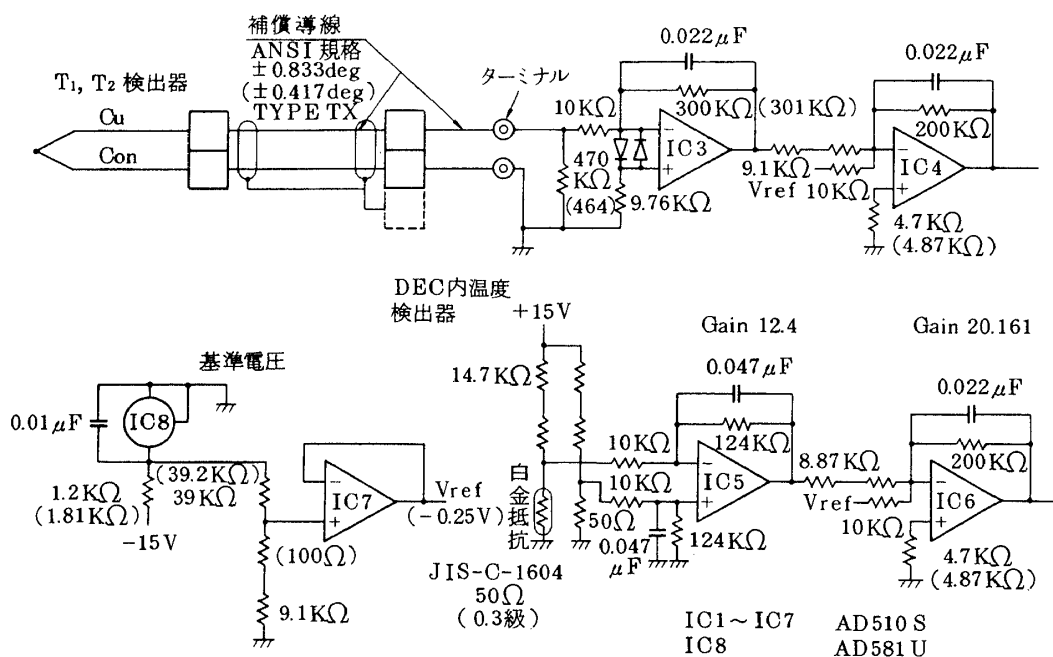 補償導線
ANSI規格
±0.833deg
(±0.417deg)
TYPE TX
T₁, T₂ 検出器
Cu
Con
ターミナル
10KΩ
470
KΩ
(464)
9.76KΩ
0.022μF
300KΩ(301KΩ)
−
+
IC3
9.1KΩ
Vref 10KΩ
0.022μF
200KΩ
−
+
IC4
4.7KΩ
(4.87KΩ)
基準電圧
0.01μF
IC8
1.2KΩ
(1.81KΩ)
−15V
(39.2KΩ)
39KΩ
(100Ω)
9.1KΩ
−
+
IC7
Vref
(−0.25V)
DEC内温度
検出器
+15V
14.7KΩ
白金抵抗
JIS-C-1604
50Ω
(0.3級)
Gain 12.4
0.047μF
10KΩ
124KΩ
10KΩ
−
+
IC5
50Ω
0.047
μF
124KΩ
Gain 20.161
0.022μF
200KΩ
8.87KΩ
Vref
10KΩ
−
+
IC6
4.7KΩ
(4.87KΩ)
IC1～IC7 AD510S
IC8 AD581U